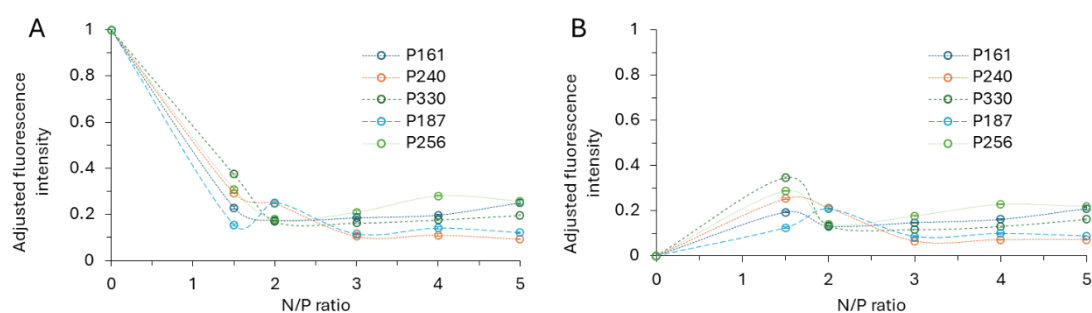 A
Adjusted fluorescence
intensity
1
0.8
0.6
0.4
0.2
0
0
1
2
3
4
5
N/P ratio
P161
P240
P330
P187
P256
B
Adjusted fluorescence
intensity
1
0.8
0.6
0.4
0.2
0
0
1
2
3
4
5
N/P ratio
P161
P240
P330
P187
P256